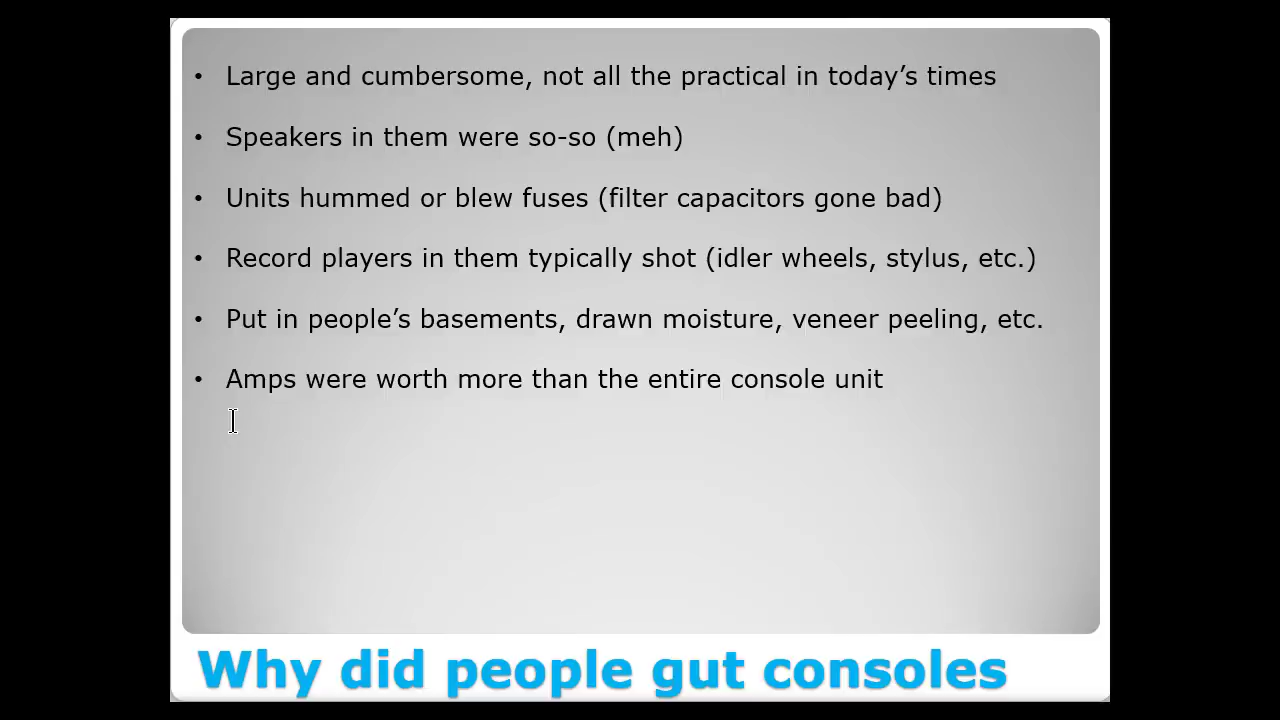 • Large and cumbersome, not all the practical in today’s times
• Speakers in them were so-so (meh)
• Units hummed or blew fuses (filter capacitors gone bad)
• Record players in them typically shot (idler wheels, stylus, etc.)
• Put in people’s basements, drawn moisture, veneer peeling, etc.
• Amps were worth more than the entire console unit
Why did people gut consoles